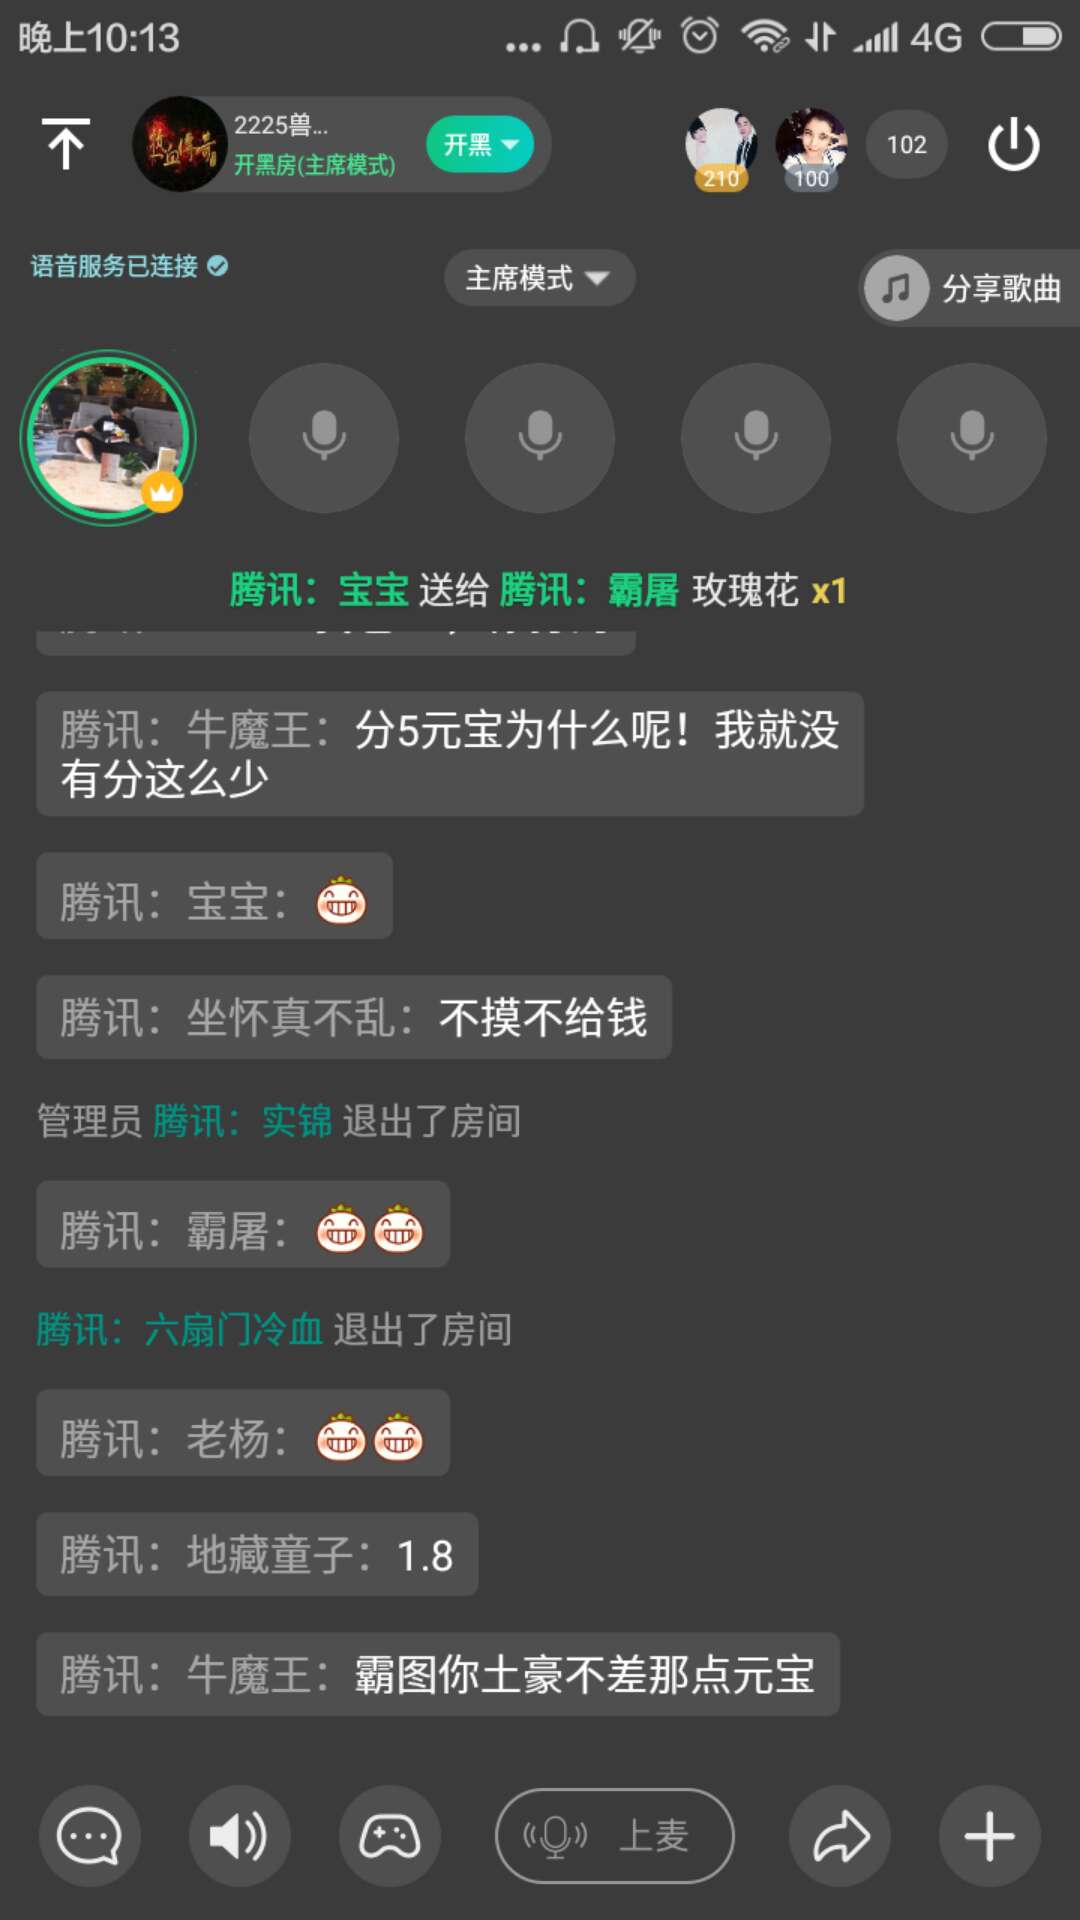 晚上10:13
4G
热血传奇
2225兽...
开黑房(主席模式)
开黑
210
100
102
语音服务已连接
主席模式
分享歌曲
腾讯：宝宝 送给 腾讯：霸屠 玫瑰花 x1
腾讯：牛魔王：分5元宝为什么呢！我就没
有分这么少
腾讯：宝宝：
腾讯：坐怀真不乱：不摸不给钱
管理员 腾讯：实锦 退出了房间
腾讯：霸屠：
腾讯：六扇门冷血 退出了房间
腾讯：老杨：
腾讯：地藏童子：1.8
腾讯：牛魔王：霸图你土豪不差那点元宝
上麦